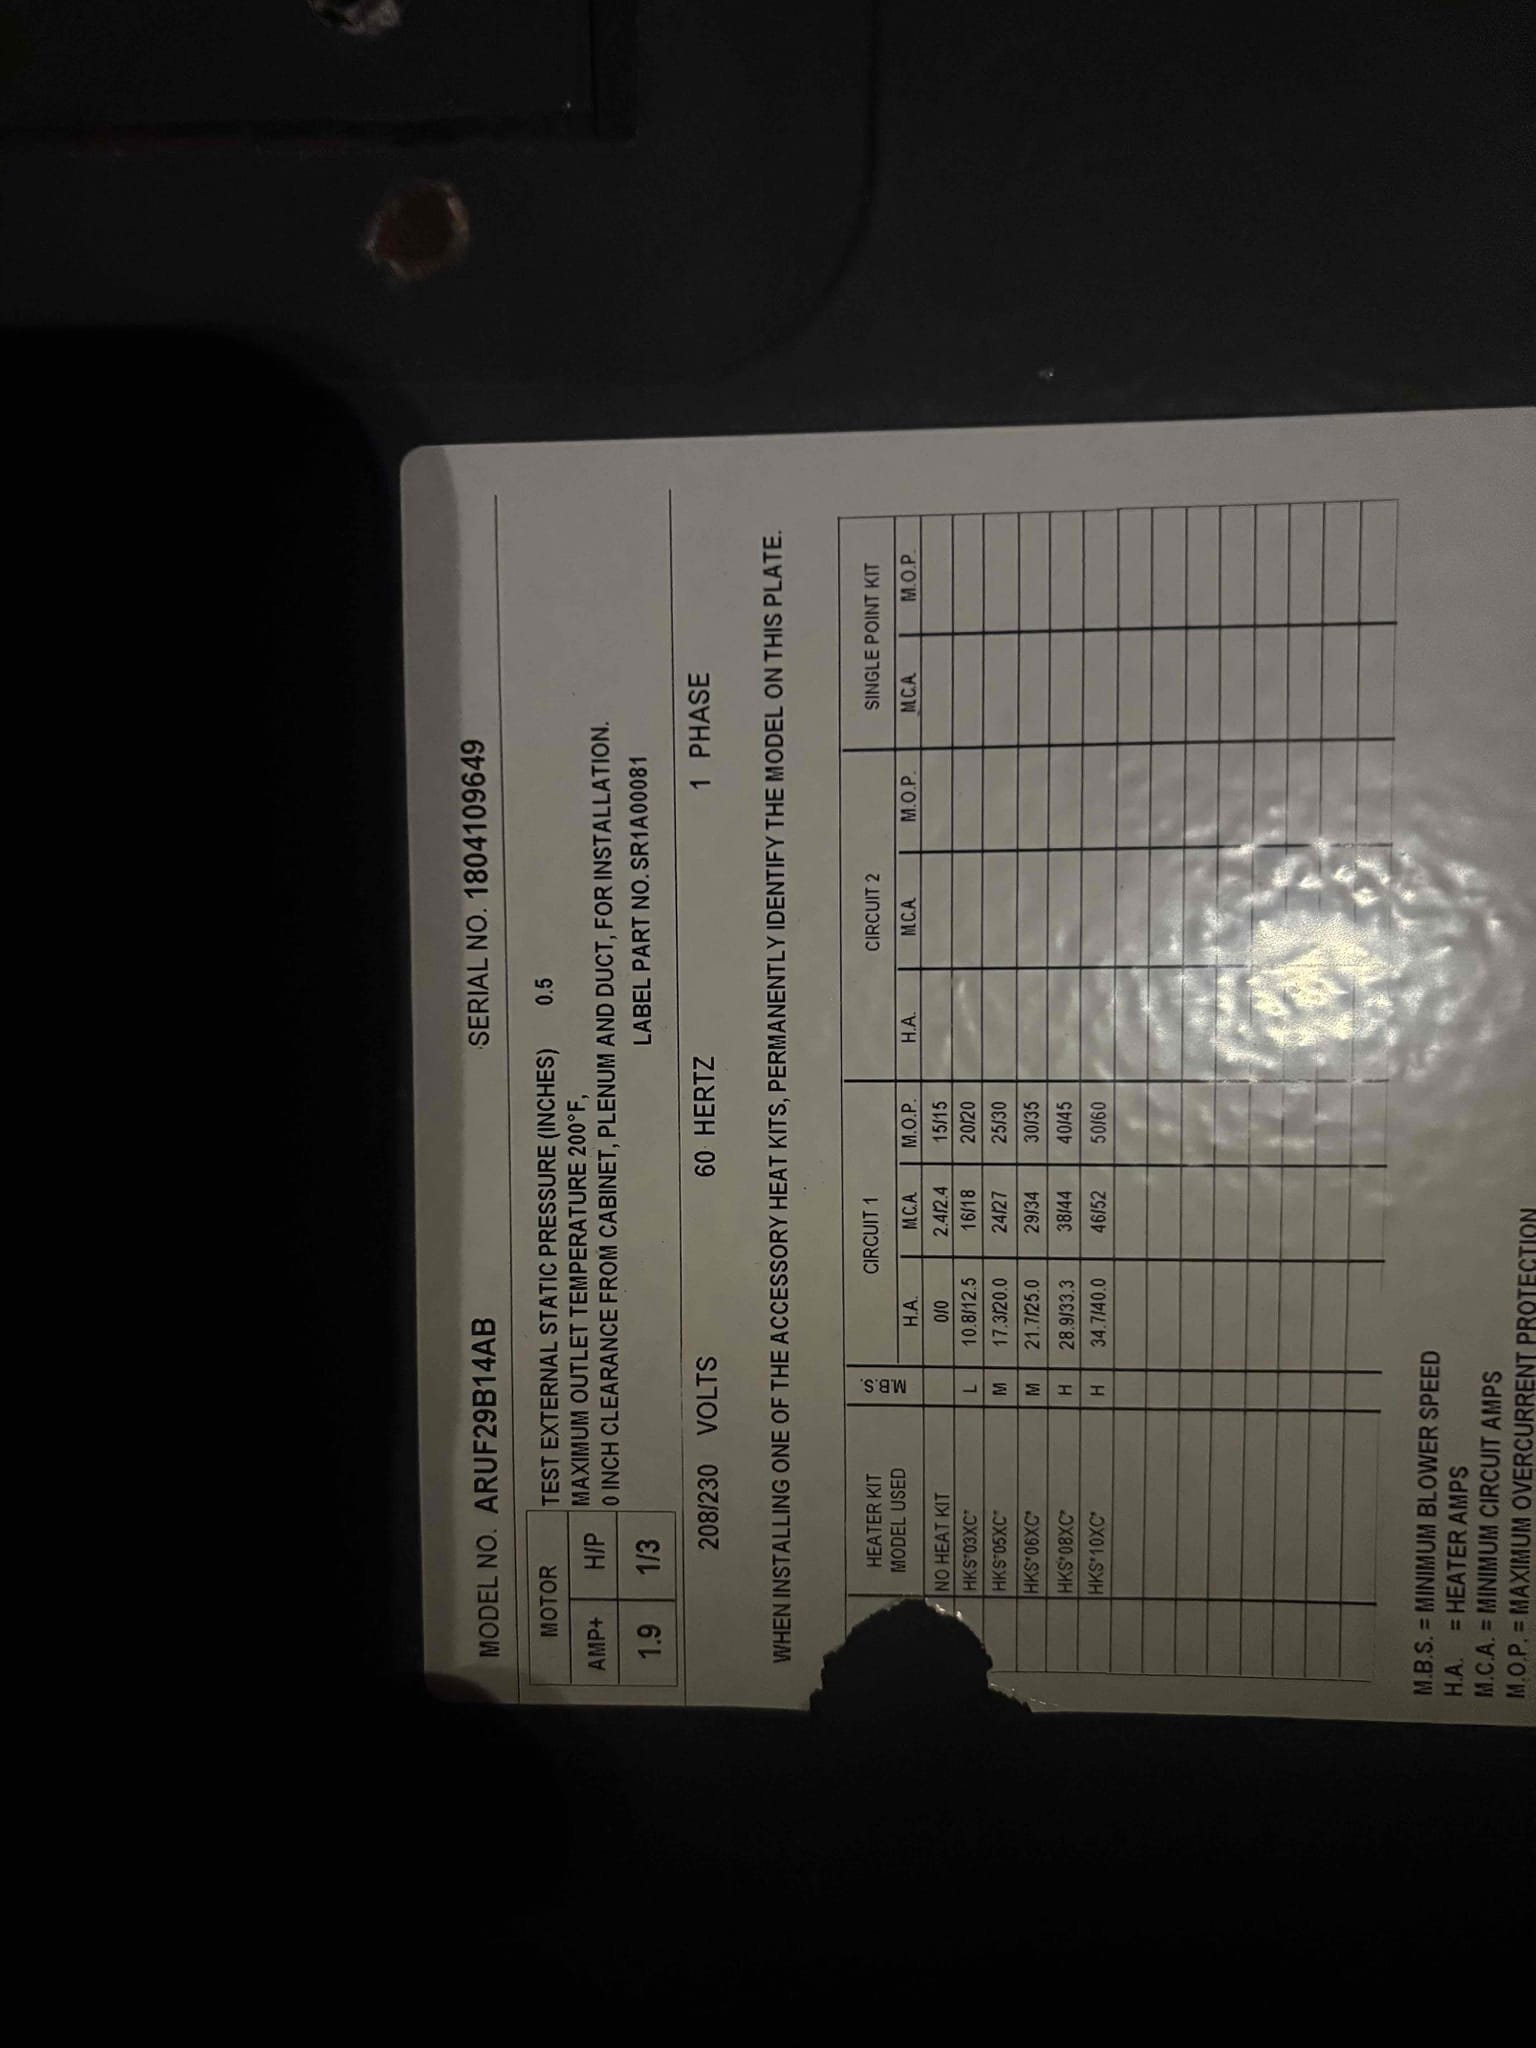 MODEL NO. ARUF29B14AB SERIAL NO. 1804109649
MOTOR
AMP+ H/P
1.9 1/3
TEST EXTERNAL STATIC PRESSURE (INCHES) 0.5
MAXIMUM OUTLET TEMPERATURE 200°F,
0 INCH CLEARANCE FROM CABINET, PLENUM AND DUCT, FOR INSTALLATION.
LABEL PART NO. SR1A00081
208/230 VOLTS 60 HERTZ 1 PHASE
WHEN INSTALLING ONE OF THE ACCESSORY HEAT KITS, PERMANENTLY IDENTIFY THE MODEL ON THIS PLATE.
HEATER KIT MODEL USED M.B.S. CIRCUIT 1 CIRCUIT 2 SINGLE POINT KIT
H.A. M.C.A. M.O.P. H.A. M.C.A. M.O.P. M.C.A. M.O.P.
NO HEAT KIT 0/0 2.4/2.4 15/15
HKS*03XC* L 10.8/12.5 16/18 20/20
HKS*05XC* M 17.3/20.0 24/27 25/30
HKS*06XC* M 21.7/25.0 29/34 30/35
HKS*08XC* H 28.9/33.3 38/44 40/45
HKS*10XC* H 34.7/40.0 46/52 50/60
M.B.S. = MINIMUM BLOWER SPEED
H.A. = HEATER AMPS
M.C.A. = MINIMUM CIRCUIT AMPS
M.O.P. = MAXIMUM OVERCURRENT PROTECTION